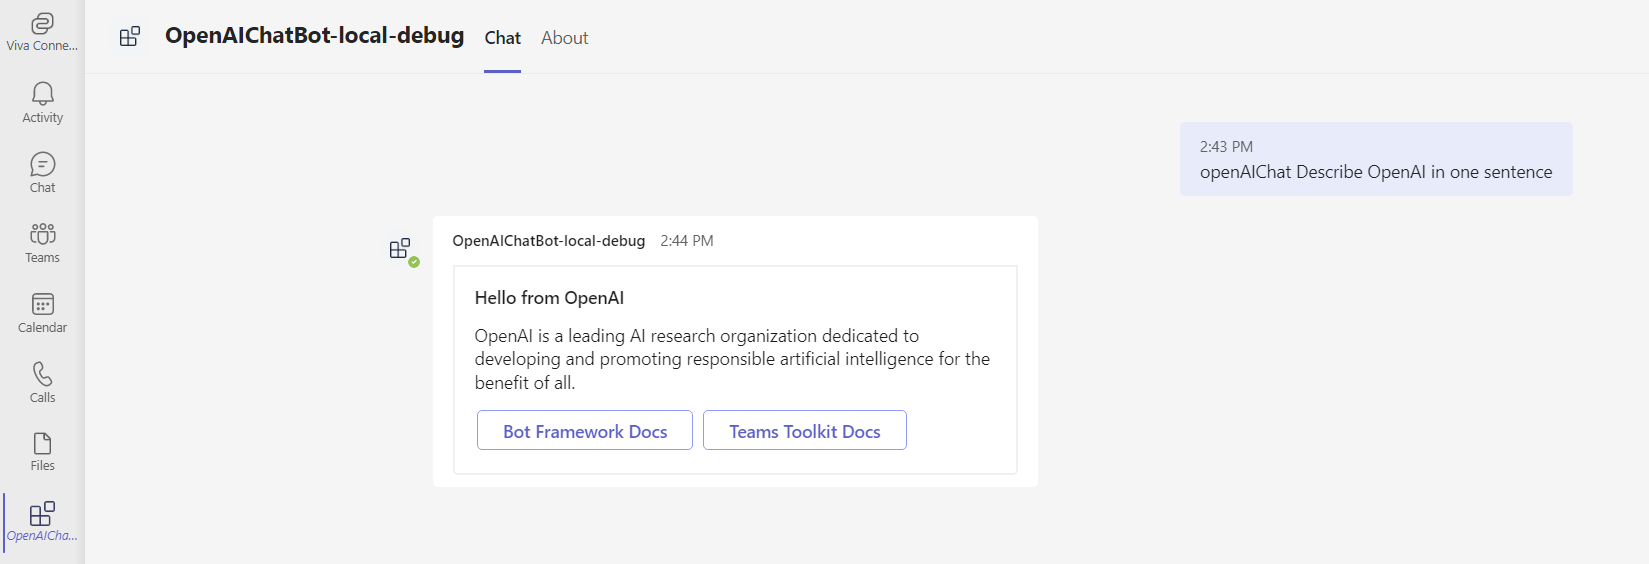 Viva Conne...
Activity
Chat
Teams
Calendar
Calls
Files
OpenAICha...
OpenAIChatBot-local-debug Chat About
2:43 PM
openAIChat Describe OpenAI in one sentence
OpenAIChatBot-local-debug 2:44 PM
Hello from OpenAI
OpenAI is a leading AI research organization dedicated to
developing and promoting responsible artificial intelligence for the
benefit of all.
Bot Framework Docs Teams Toolkit Docs